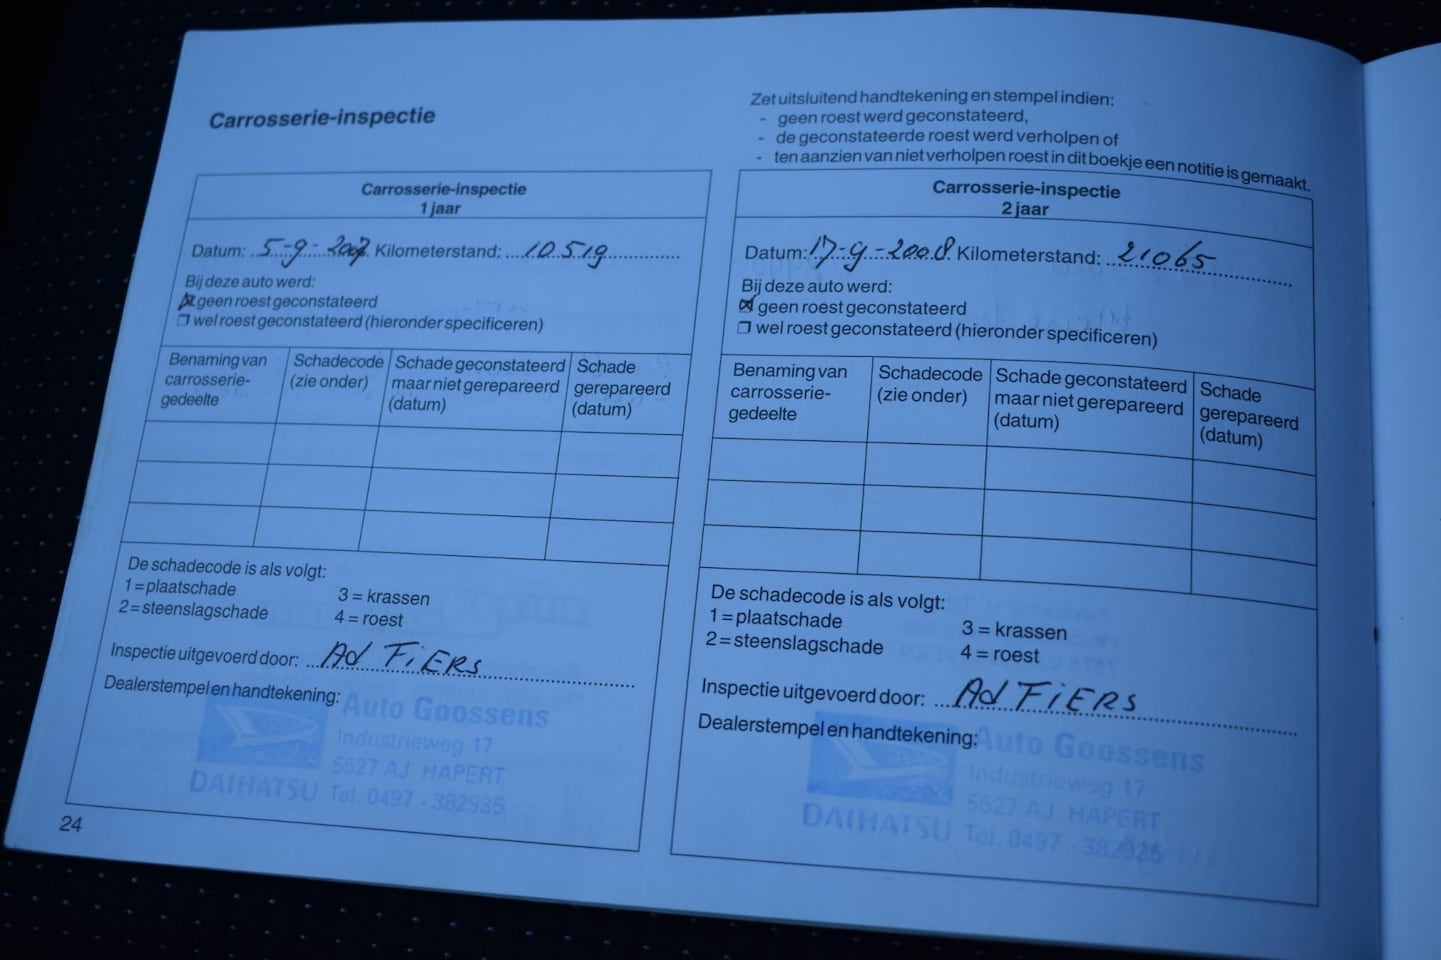 Carrosserie-inspectie
Zet uitsluitend handtekening en stempel indien:
- geen roest werd geconstateerd,
- de geconstateerde roest werd verholpen of
- ten aanzien van niet verholpen roest in dit boekje een notitie is gemaakt.
Carrosserie-inspectie
1 jaar
Datum: 5-9-2007 Kilometerstand: 10519
Bij deze auto werd:
geen roest geconstateerd
wel roest geconstateerd (hieronder specificeren)
Benaming van carrosserie-gedeelte
Schadecode (zie onder)
Schade geconstateerd maar niet gerepareerd (datum)
Schade gerepareerd (datum)
De schadecode is als volgt:
1 = plaatschade 3 = krassen
2 = steenslagschade 4 = roest
Inspectie uitgevoerd door: Ad FiERS
Dealerstempel en handtekening:
Auto Goossens
Industrieweg 17
5527 AJ HAPERT
DAIHATSU Tel. 0497 - 382935
24
Carrosserie-inspectie
2 jaar
Datum: 17-9-2008 Kilometerstand: 21065
Bij deze auto werd:
geen roest geconstateerd
wel roest geconstateerd (hieronder specificeren)
Benaming van carrosserie-gedeelte
Schadecode (zie onder)
Schade geconstateerd maar niet gerepareerd (datum)
Schade gerepareerd (datum)
De schadecode is als volgt:
1 = plaatschade 3 = krassen
2 = steenslagschade 4 = roest
Inspectie uitgevoerd door: Ad FiERS
Dealerstempel en handtekening:
Auto Goossens
Industrieweg 17
5527 AJ HAPERT
DAIHATSU Tel. 0497 - 382935